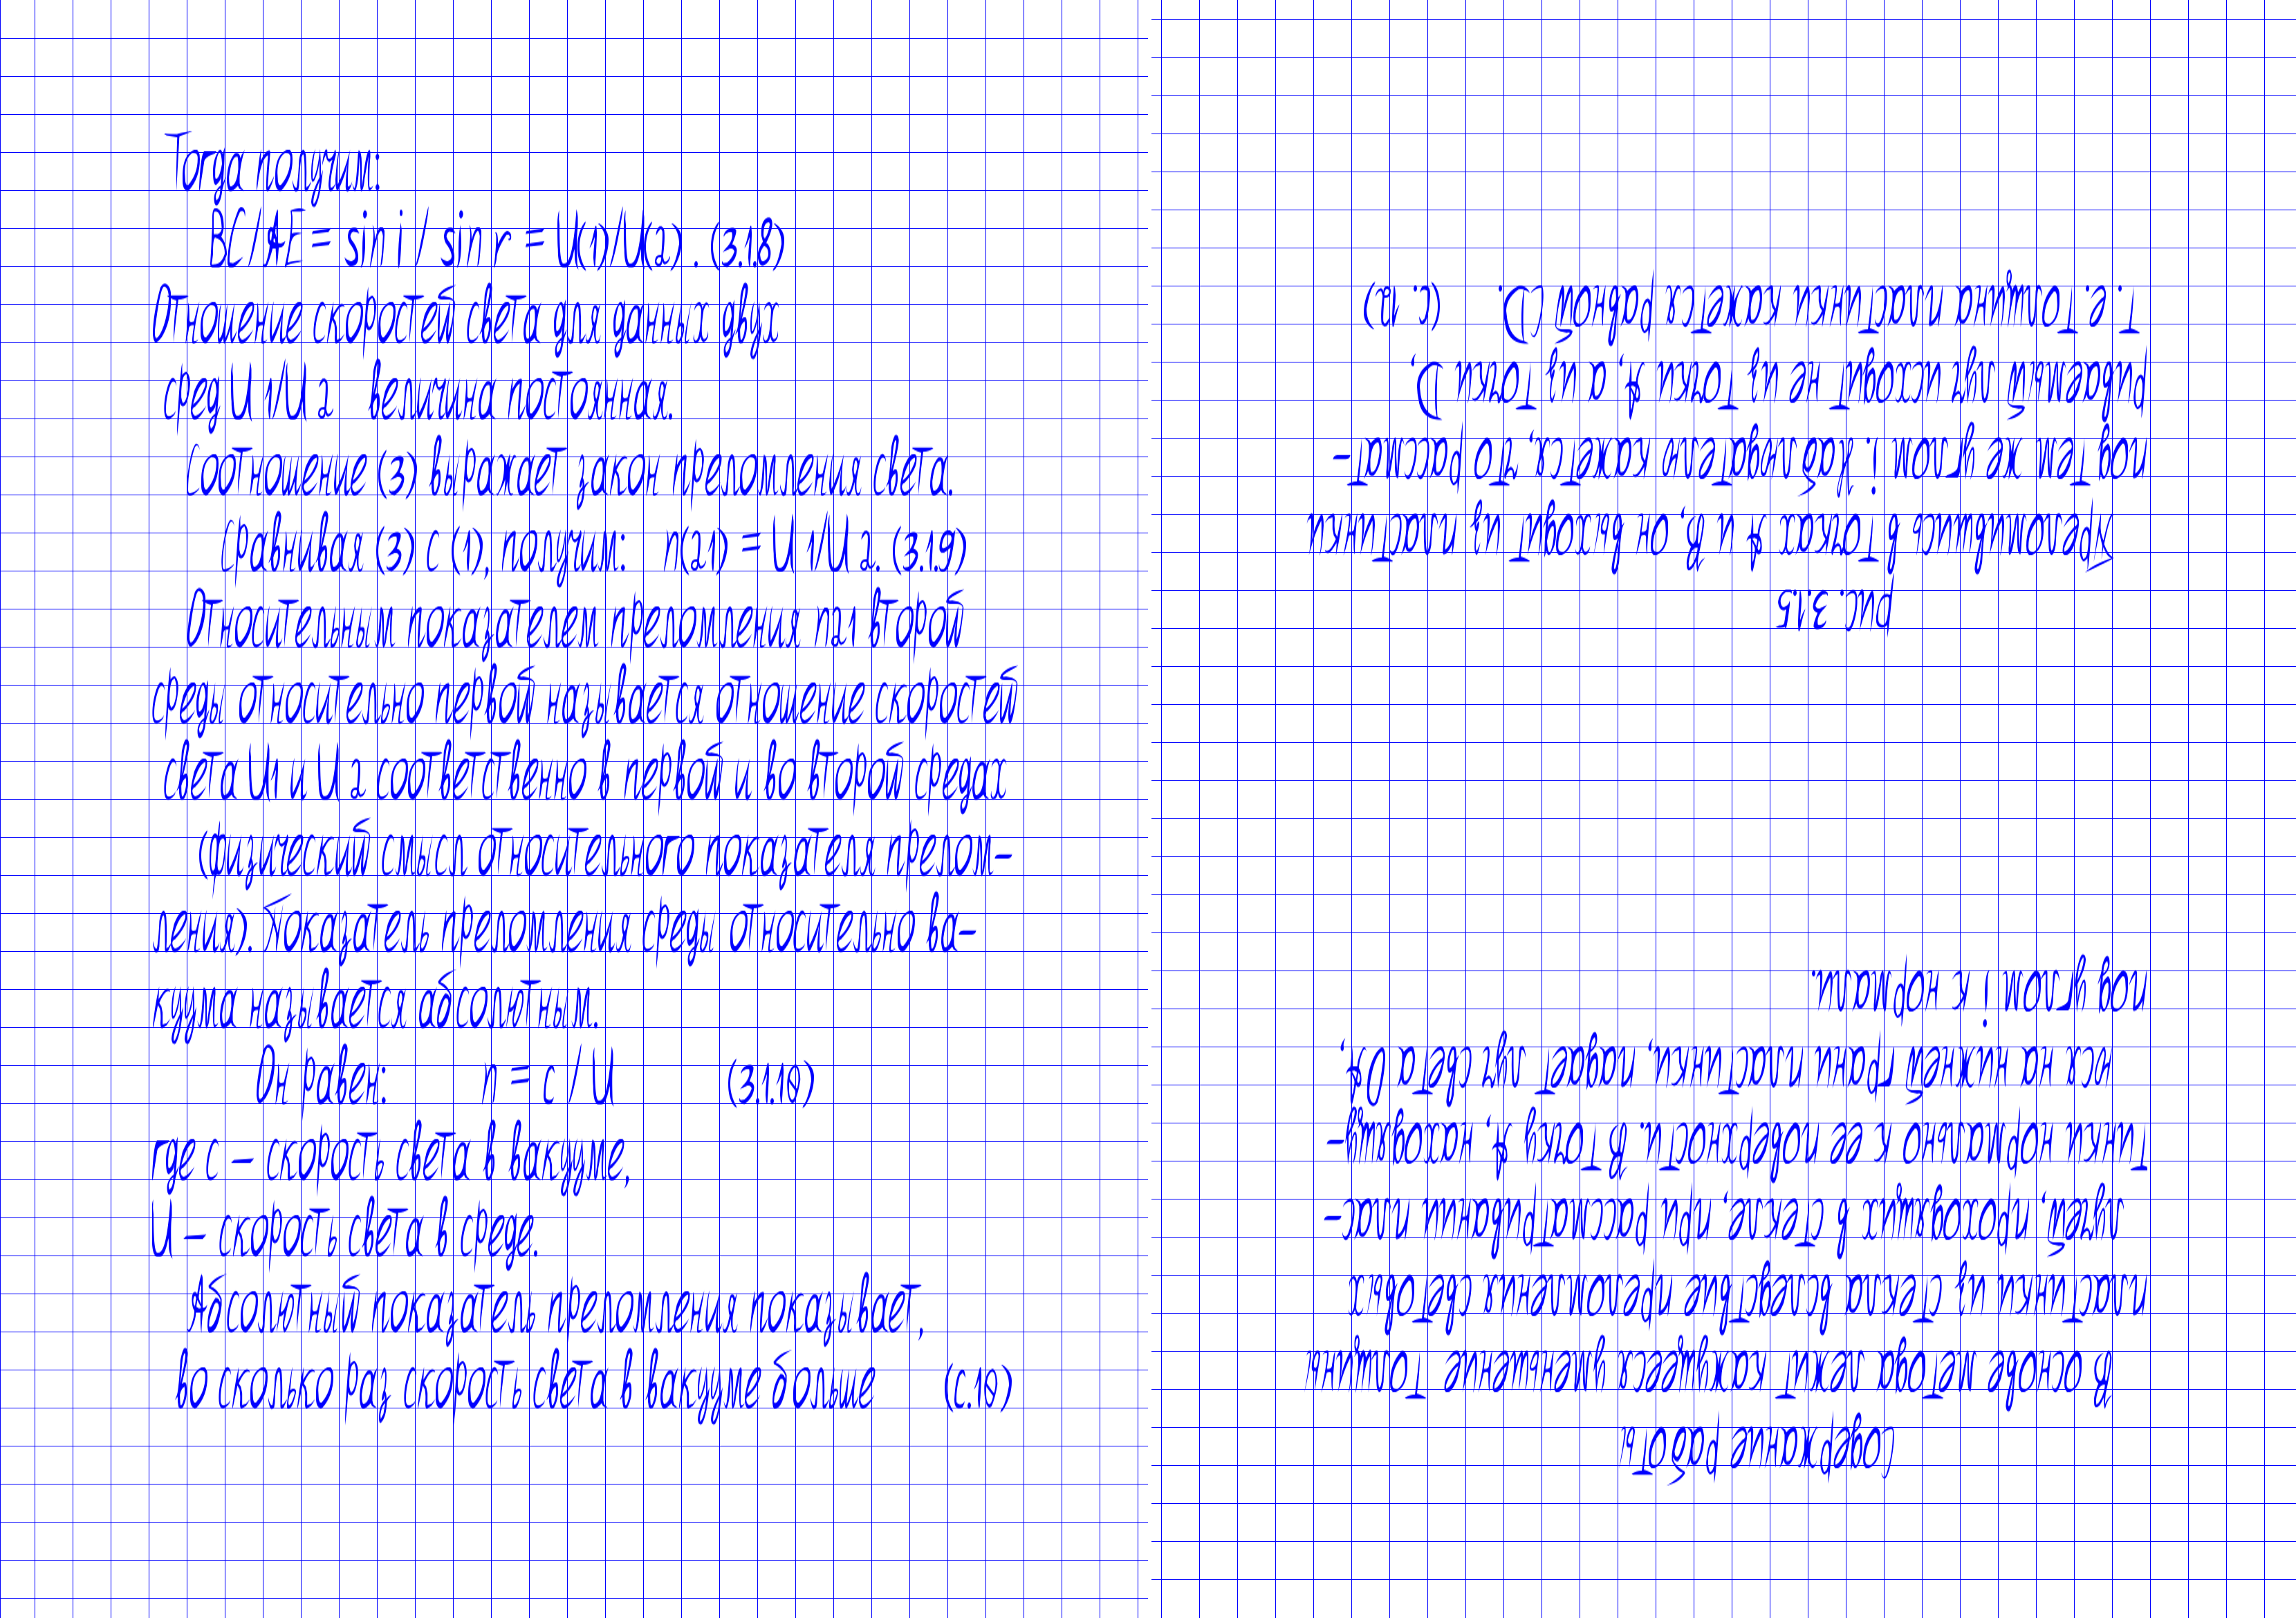 Тогда получим:
BC/AE = sin i / sin r = U(1)/U(2) . (3.1.8)
Отношение скоростей света для данных двух
сред U 1/U 2 величина постоянная.
Соотношение (3) выражает закон преломления света.
Сравнивая (3) с (1), получим: n(21) = U 1/U 2. (3.1.9)
Относительным показателем преломления n21 второй
среды относительно первой называется отношение скоростей
света U1 и U 2 соответственно в первой и во второй средах
(физический смысл относительного показателя прелом-
ления). Показатель преломления среды относительно ва-
куума называется абсолютным.
Он равен: n = c / U (3.1.10)
где с – скорость света в вакууме,
U – скорость света в среде.
Абсолютный показатель преломления показывает,
во сколько раз скорость света в вакууме больше (с.10)
Содержание работы
В основе метода лежит кажущееся уменьшение толщины
пластинки из стекла вследствие преломления световых
лучей, проходящих в стекле, при рассматривании плас-
тинки нормально к ее поверхности. В точку А, находящу-
юся на нижней грани пластинки, падает луч света ОА,
под углом i к нормали.
рис. 3.1.5
Преломившись в точках А и В, он выходит из пластинки
под тем же углом i. Наблюдателю кажется, что рассмат-
риваемый луч исходит не из точки А, а из точки D,
т. е. толщина пластинки кажется равной CD. (с. 12)